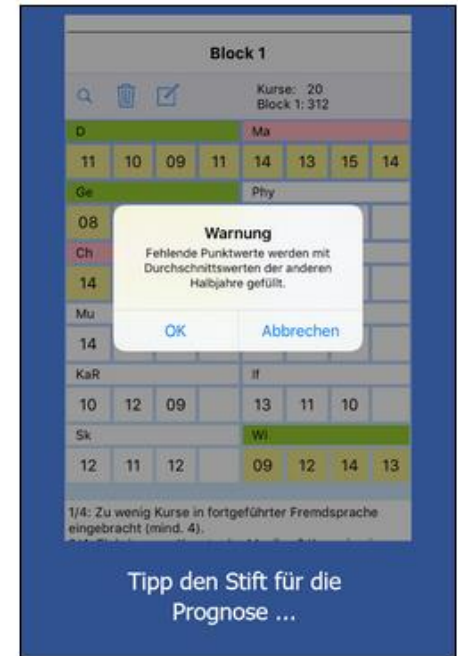 Block 1
Kurse: 20
Block 1: 312
D Ma
11 10 09 11 14 13 15 14
Ge Phy
08
Warnung
Fehlende Punktwerte werden mit
Durchschnittswerten der anderen
Halbjahre gefüllt.
OK Abbrechen
Ch
14
Mu
14
KaR If
10 12 09 13 11 10
Sk Wi
12 11 12 09 12 14 13
1/4: Zu wenig Kurse in fortgeführter Fremdsprache
eingebracht (mind. 4).
Tipp den Stift für die
Prognose ...